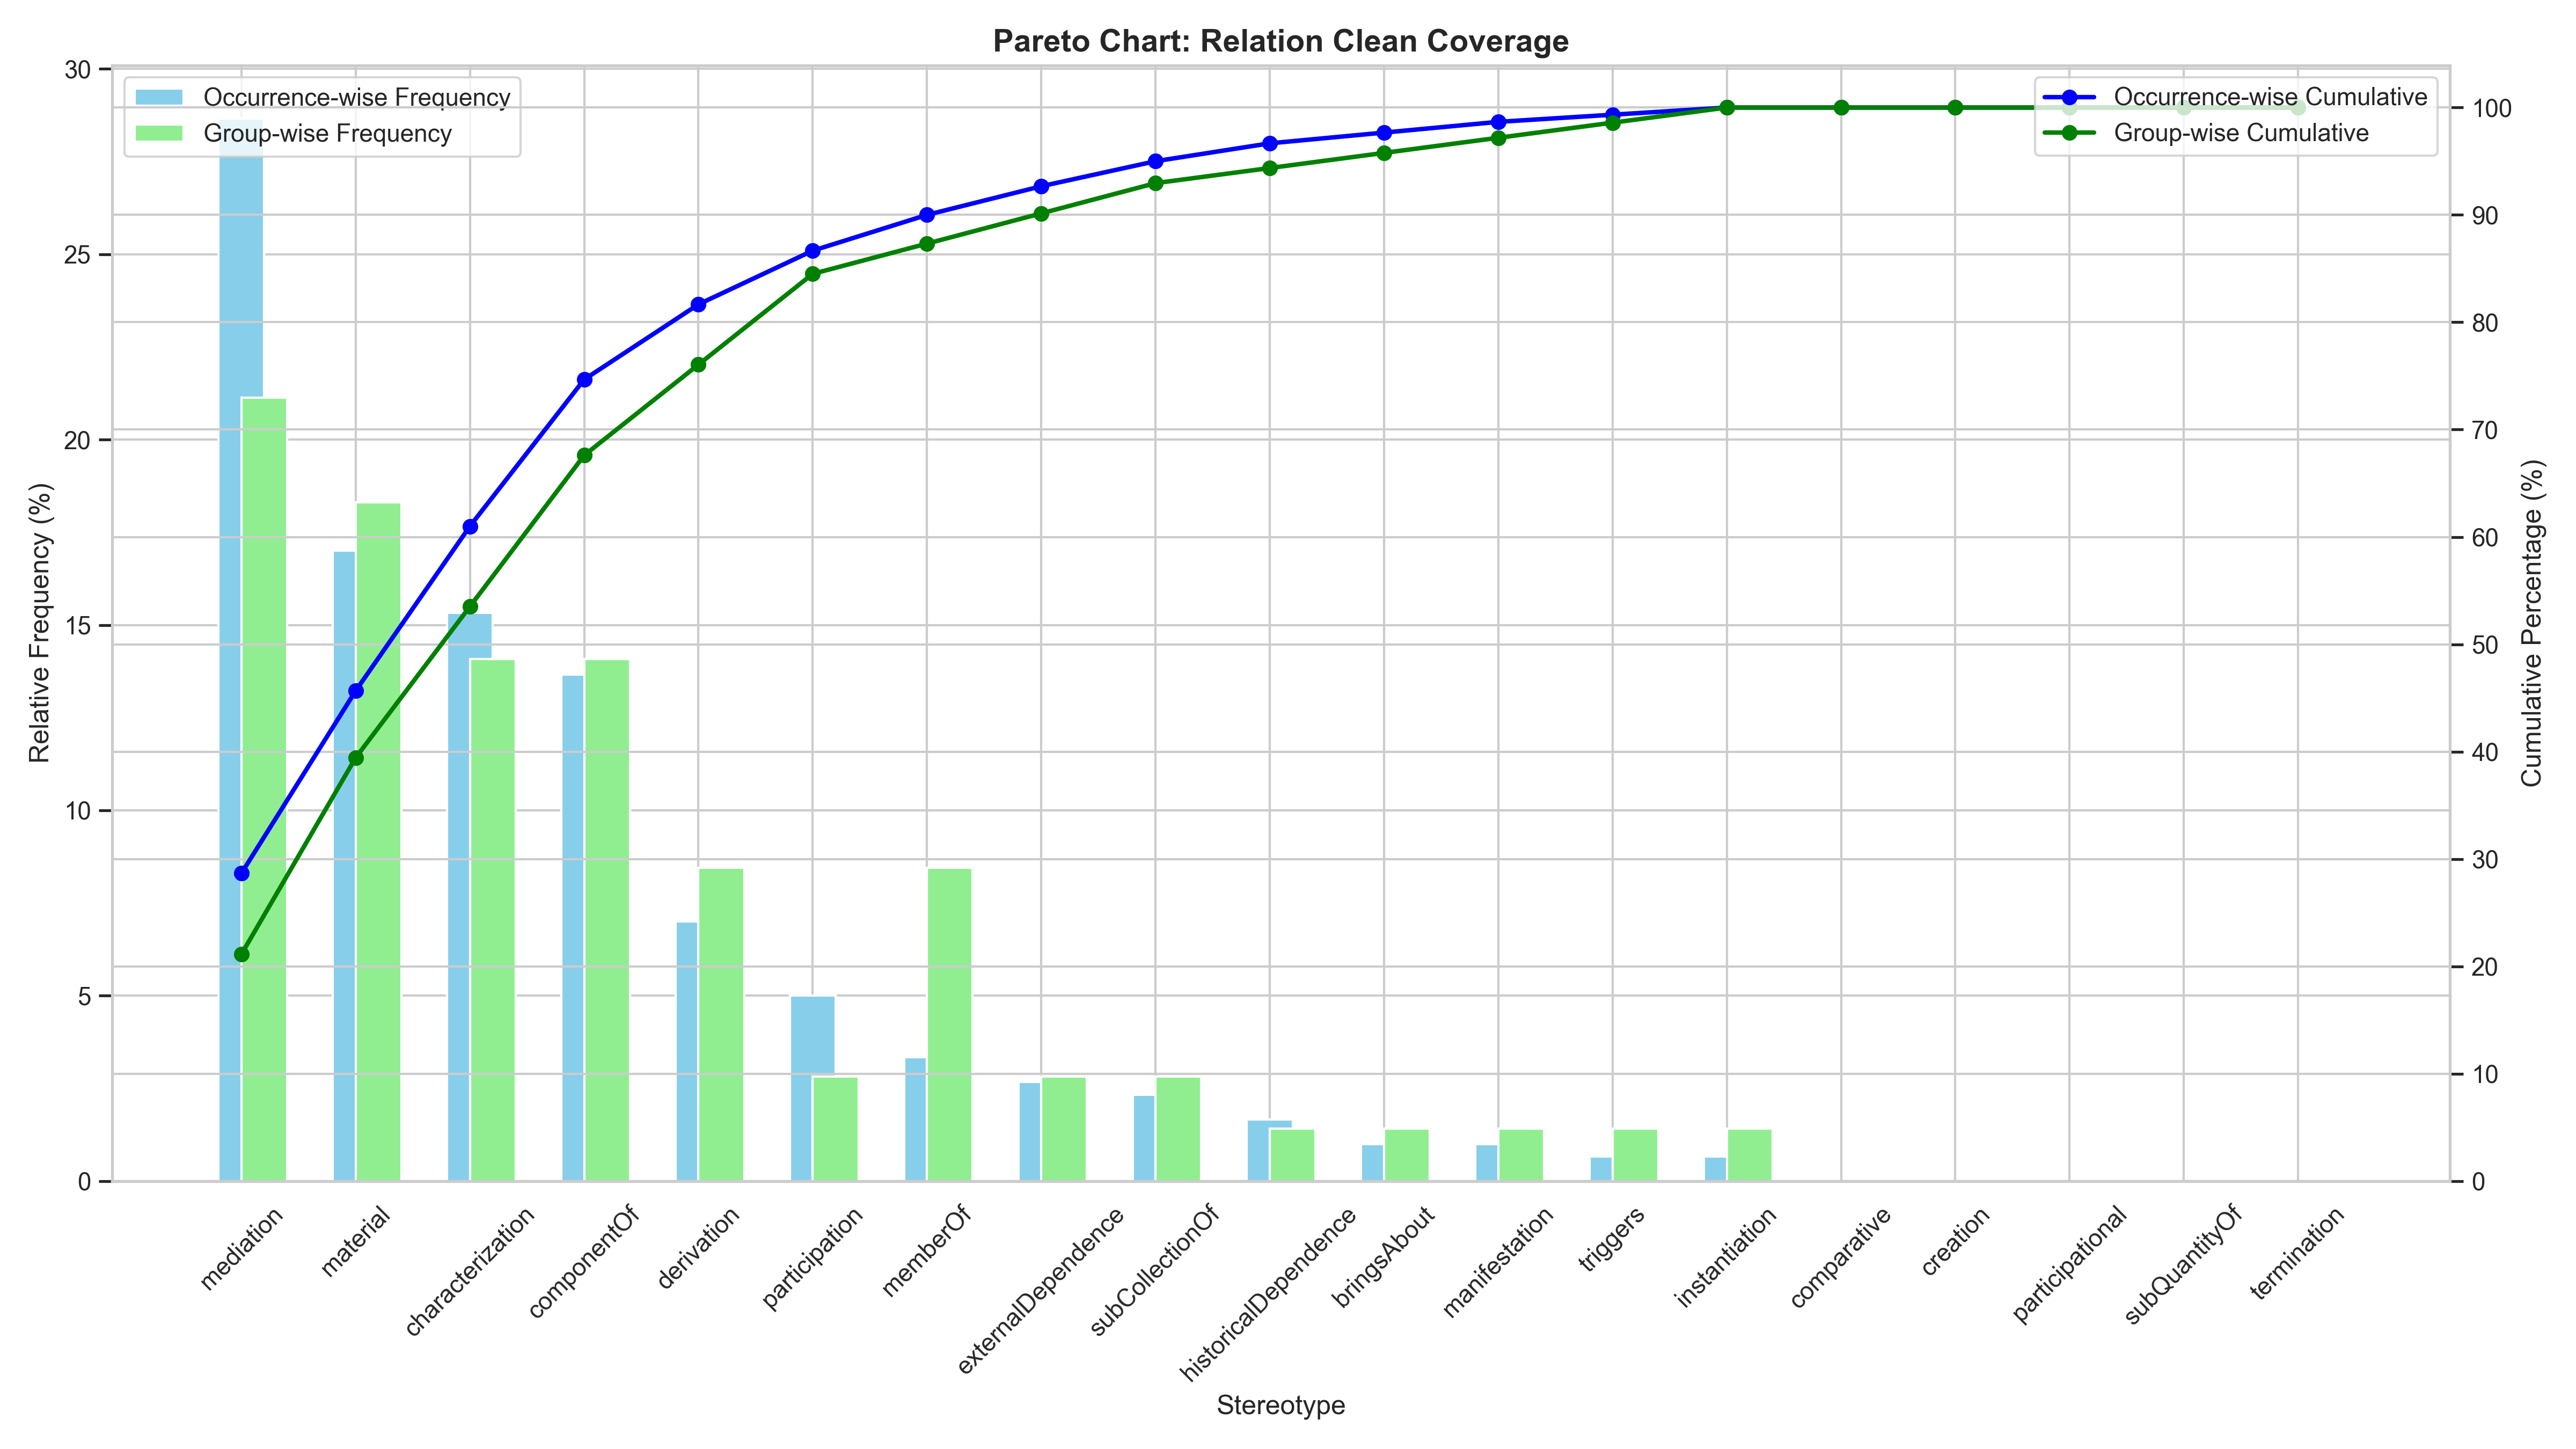 Pareto Chart: Relation Clean Coverage
Occurrence-wise Frequency
Group-wise Frequency
Occurrence-wise Cumulative
Group-wise Cumulative
Relative Frequency (%)
30
25
20
15
10
5
0
Cumulative Percentage (%)
100
90
80
70
60
50
40
30
20
10
0
mediation
material
characterization
componentOf
derivation
participation
memberOf
externalDependence
subCollectionOf
historicalDependence
bringsAbout
manifestation
triggers
instantiation
comparative
creation
participational
subQuantityOf
termination
Stereotype